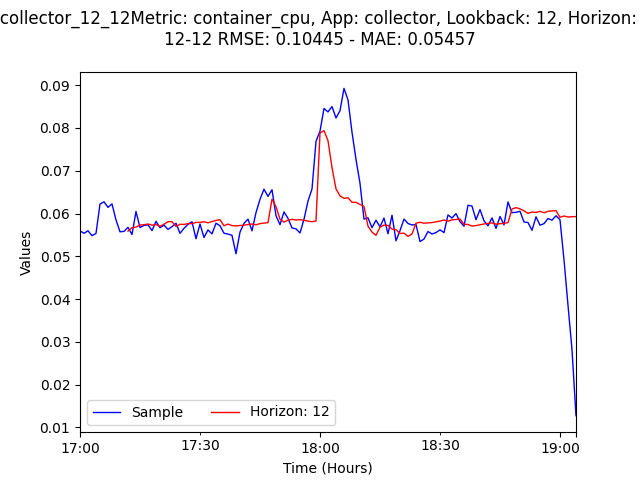 collector_12_12Metric: container_cpu, App: collector, Lookback: 12, Horizon:
12-12 RMSE: 0.10445 - MAE: 0.05457
0.09
0.08
0.07
0.06
0.05
0.04
0.03
0.02
0.01
Values
Sample
Horizon: 12
17:00
17:30
18:00
18:30
19:00
Time (Hours)